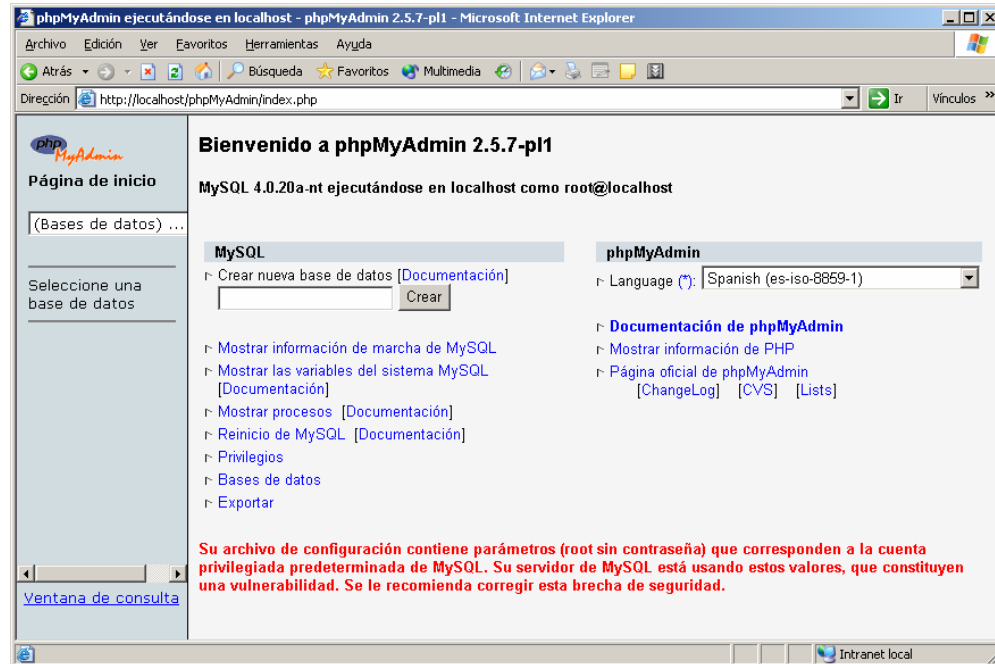 phpMyAdmin ejecutándose en localhost - phpMyAdmin 2.5.7-pl1 - Microsoft Internet Explorer
Archivo Edición Ver Favoritos Herramientas Ayuda
Atrás Búsqueda Favoritos Multimedia
Dirección http://localhost/phpMyAdmin/index.php Ir Vínculos »
php
MyAdmin
Página de inicio
(Bases de datos) ...
Seleccione una
base de datos
Ventana de consulta
Bienvenido a phpMyAdmin 2.5.7-pl1
MySQL 4.0.20a-nt ejecutándose en localhost como root@localhost
MySQL
Crear nueva base de datos [Documentación]
Crear
Mostrar información de marcha de MySQL
Mostrar las variables del sistema MySQL
[Documentación]
Mostrar procesos [Documentación]
Reinicio de MySQL [Documentación]
Privilegios
Bases de datos
Exportar
phpMyAdmin
Language (*): Spanish (es-iso-8859-1)
Documentación de phpMyAdmin
Mostrar información de PHP
Página oficial de phpMyAdmin
[ChangeLog] [CVS] [Lists]
Su archivo de configuración contiene parámetros (root sin contraseña) que corresponden a la cuenta
privilegiada predeterminada de MySQL. Su servidor de MySQL está usando estos valores, que constituyen
una vulnerabilidad. Se le recomienda corregir esta brecha de seguridad.
Intranet local